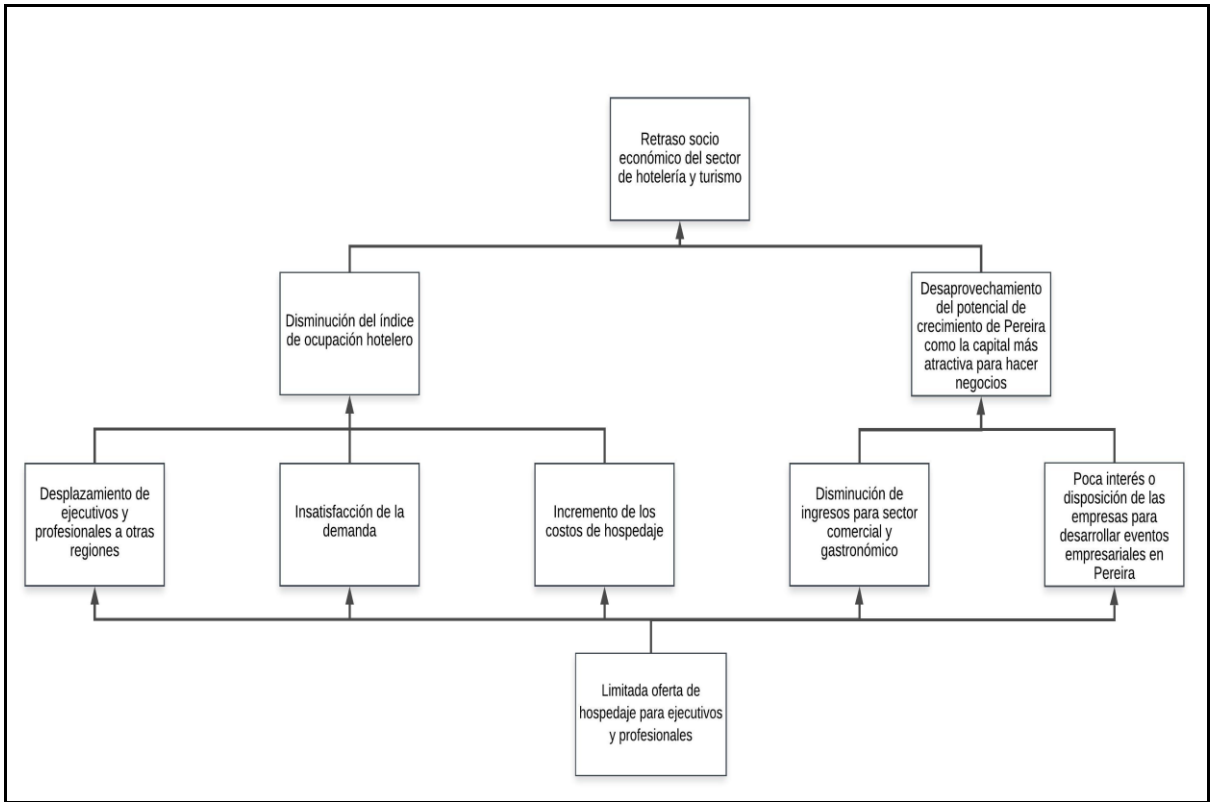 Retraso socio
económico del sector
de hotelería y turismo
Disminución del índice
de ocupación hotelero
Desaprovechamiento
del potencial de
crecimiento de Pereira
como la capital más
atractiva para hacer
negocios
Desplazamiento de
ejecutivos y
profesionales a otras
regiones
Insatisfacción de la
demanda
Incremento de los
costos de hospedaje
Disminución de
ingresos para sector
comercial y
gastronómico
Poca interés o
disposición de las
empresas para
desarrollar eventos
empresariales en
Pereira
Limitada oferta de
hospedaje para ejecutivos
y profesionales